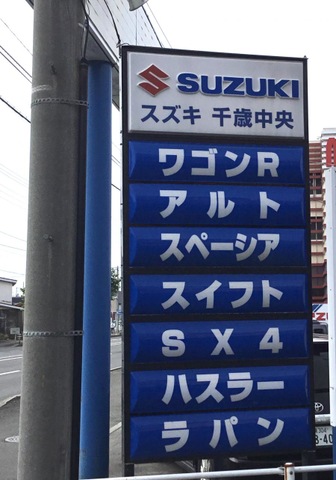 SUZUKI
スズキ 千歳中央
ワゴンR
アルト
スペーシア
スイフト
SX4
ハスラー
ラパン